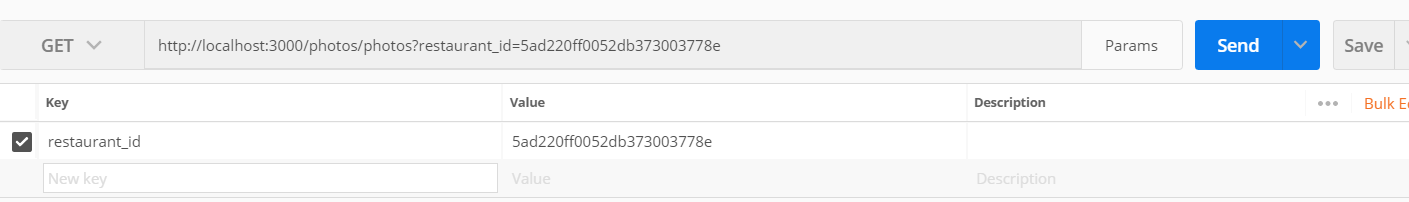 GET http://localhost:3000/photos/photos?restaurant_id=5ad220ff0052db373003778e Params Send Save
Key Value Description ••• Bulk E
restaurant_id 5ad220ff0052db373003778e
New key Value Description